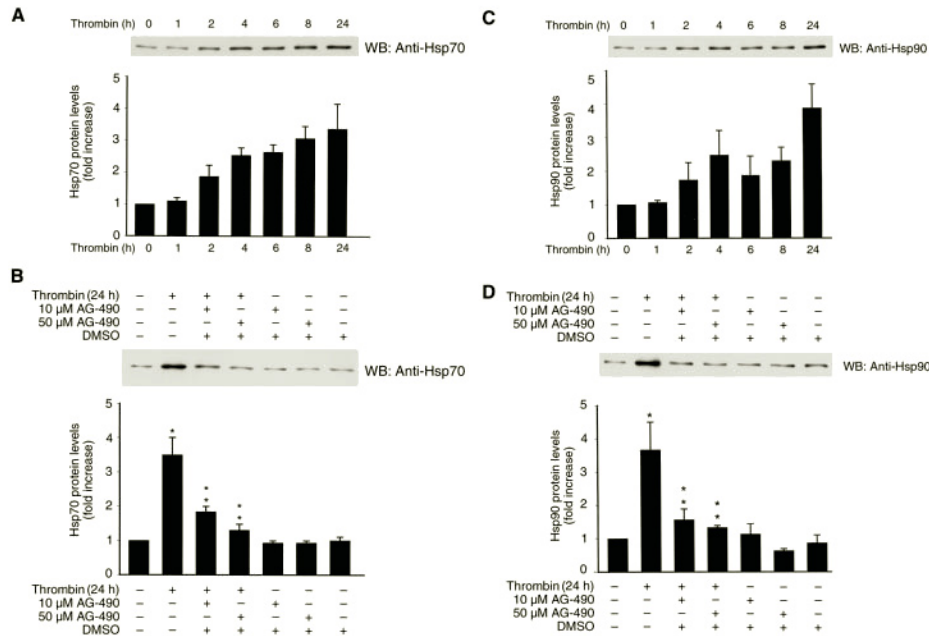 A
Thrombin (h) 0 1 2 4 6 8 24
WB: Anti-Hsp70
Hsp70 protein levels
(fold increase)
5
4
3
2
1
0
Thrombin (h) 0 1 2 4 6 8 24
B
Thrombin (24 h) – + + + – – –
10 μM AG-490 – – + – + – –
50 μM AG-490 – – – + – + –
DMSO – – + + + + +
WB: Anti-Hsp70
Hsp70 protein levels
(fold increase)
5
4
3
2
1
0
* ** **
Thrombin (24 h) – + + + – – –
10 μM AG-490 – – + – + – –
50 μM AG-490 – – – + – + –
DMSO – – + + + + +
C
Thrombin (h) 0 1 2 4 6 8 24
WB: Anti-Hsp90
Hsp90 protein levels
(fold increase)
5
4
3
2
1
0
Thrombin (h) 0 1 2 4 6 8 24
D
Thrombin (24 h) – + + + – – –
10 μM AG-490 – – + – + – –
50 μM AG-490 – – – + – + –
DMSO – – + + + + +
WB: Anti-Hsp90
Hsp90 protein levels
(fold increase)
5
4
3
2
1
0
* ** **
Thrombin (24 h) – + + + – – –
10 μM AG-490 – – + – + – –
50 μM AG-490 – – – + – + –
DMSO – – + + + + +